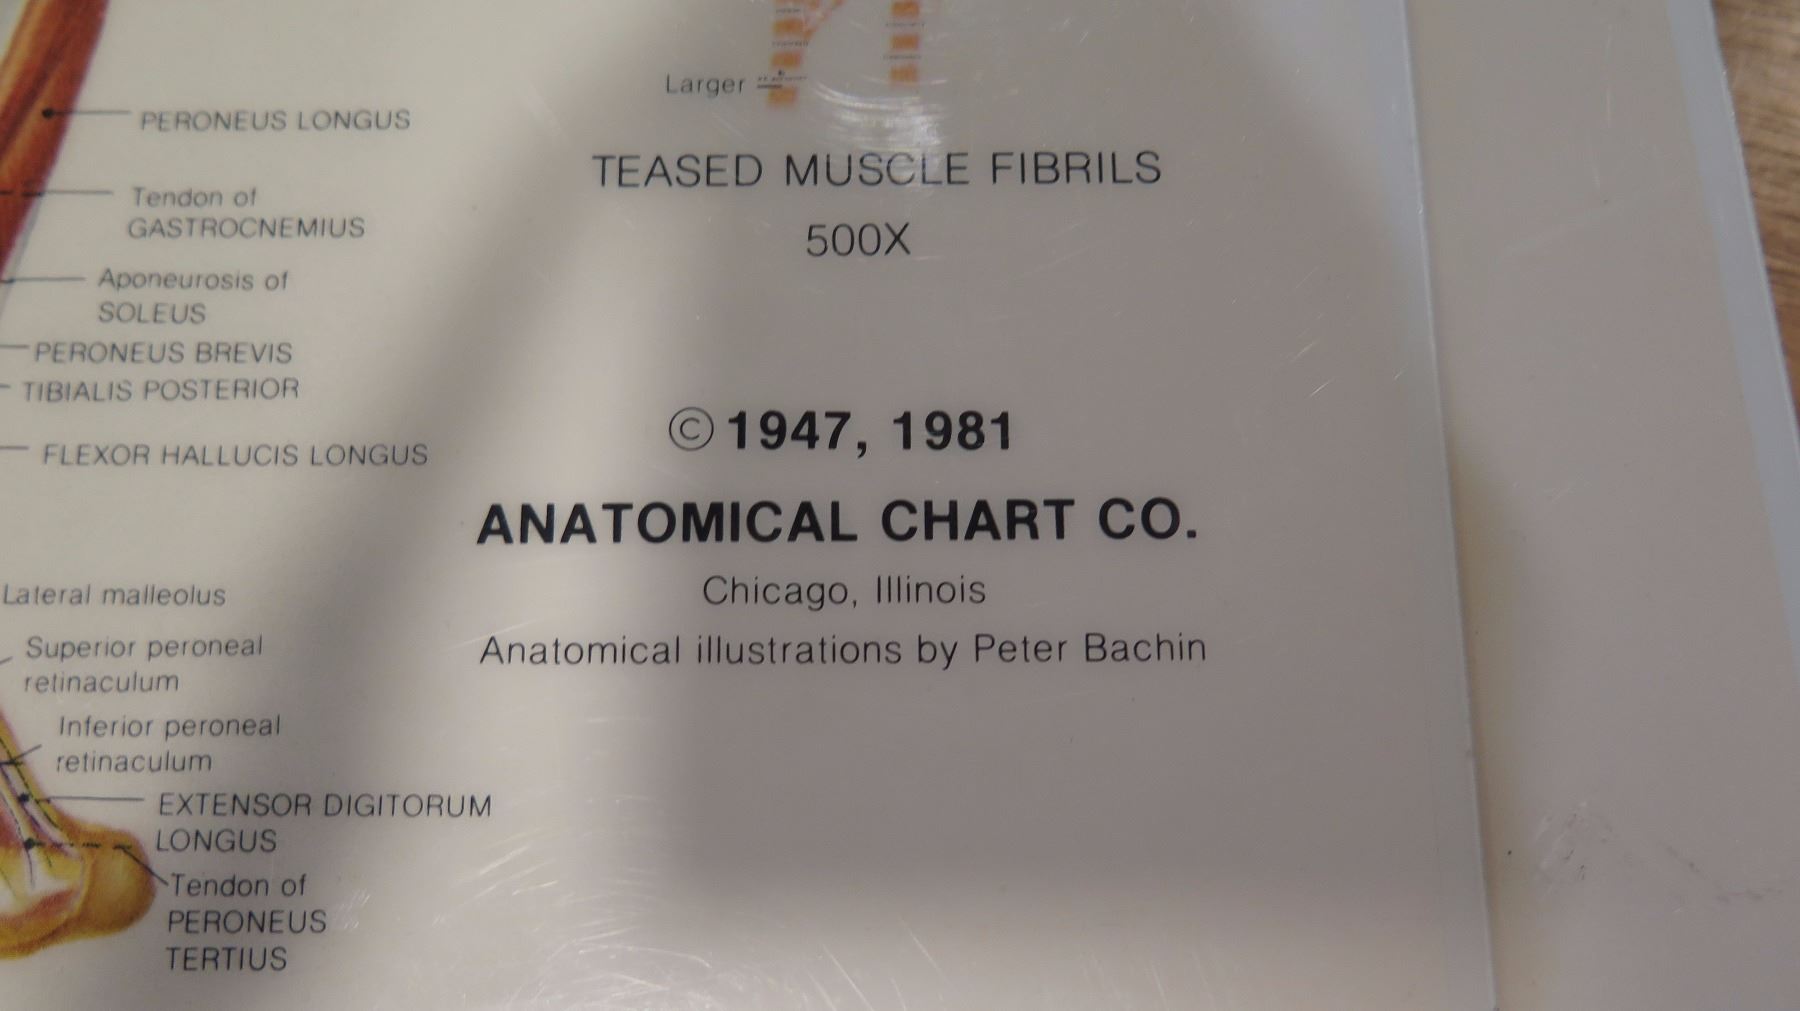 Larger
PERONEUS LONGUS
TEASED MUSCLE FIBRILS
500X
Tendon of
GASTROCNEMIUS
Aponeurosis of
SOLEUS
PERONEUS BREVIS
TIBIALIS POSTERIOR
FLEXOR HALLUCIS LONGUS
© 1947, 1981
ANATOMICAL CHART CO.
Chicago, Illinois
Anatomical illustrations by Peter Bachin
Lateral malleolus
Superior peroneal
retinaculum
Inferior peroneal
retinaculum
EXTENSOR DIGITORUM
LONGUS
Tendon of
PERONEUS
TERTIUS